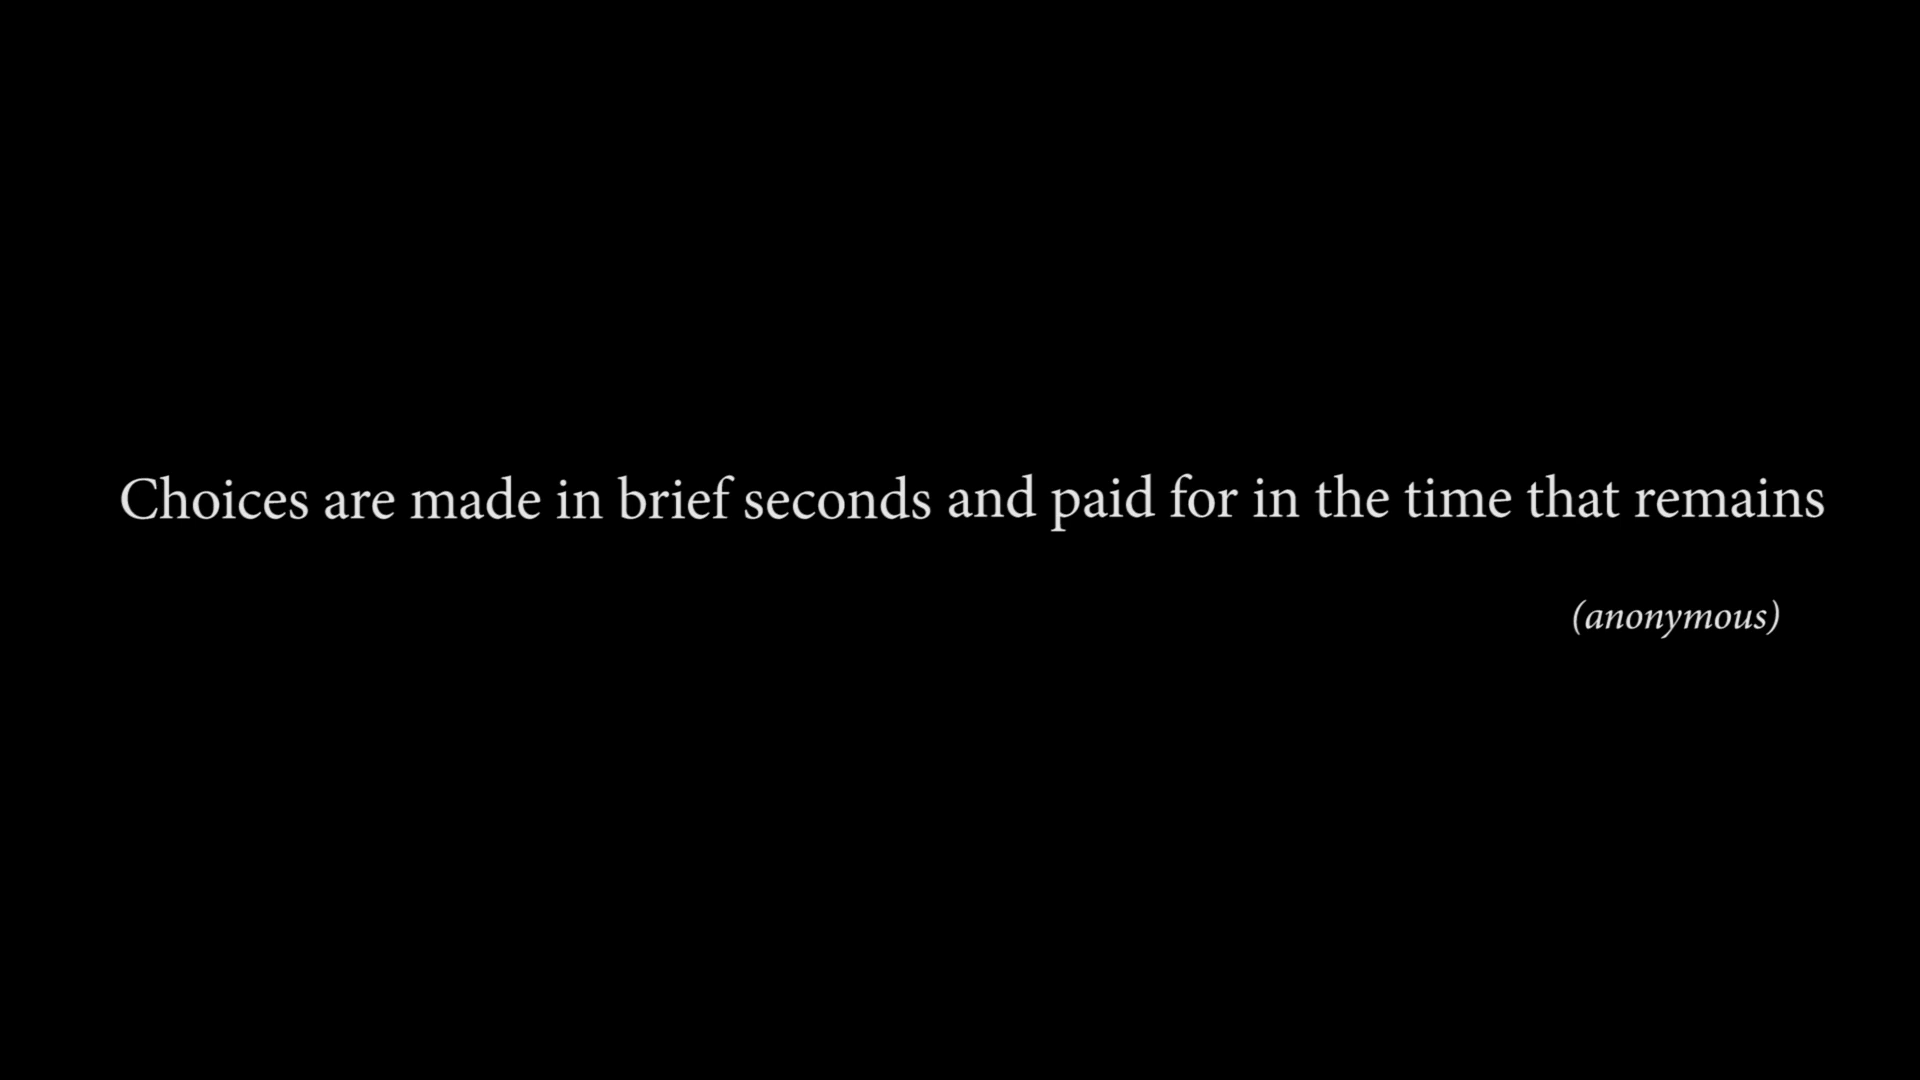 Choices are made in brief seconds and paid for in the time that remains
(anonymous)